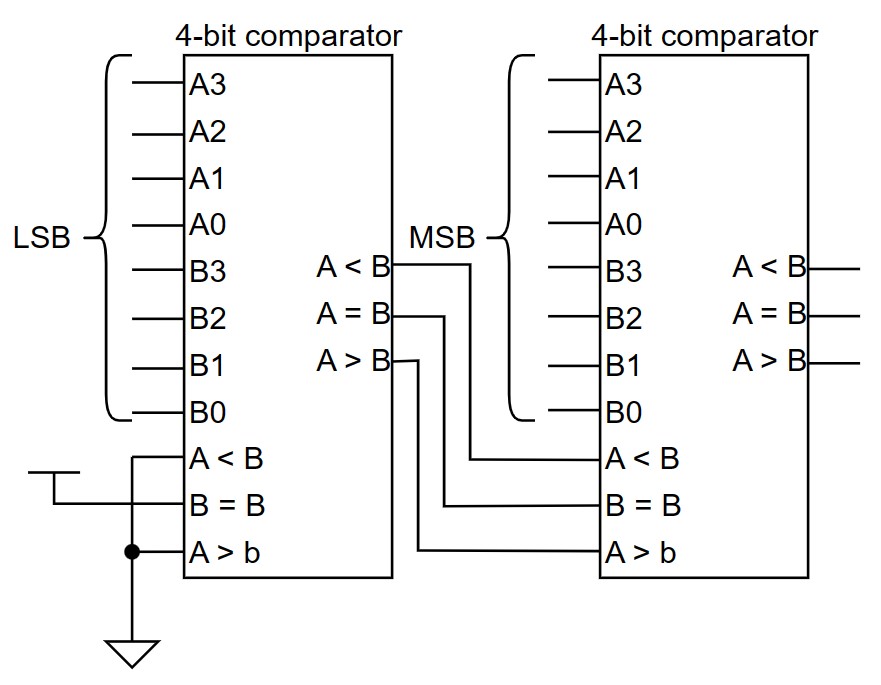 4-bit comparator
A3
A2
A1
A0
B3
B2
B1
B0
A < B
B = B
A > b
A < B
A = B
A > B
LSB
4-bit comparator
A3
A2
A1
A0
B3
B2
B1
B0
A < B
B = B
A > b
A < B
A = B
A > B
MSB